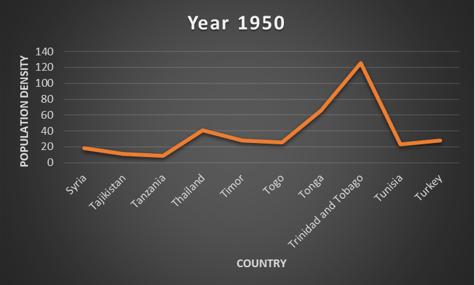 Year 1950
POPULATION DENSITY
140
120
100
80
60
40
20
0
Syria
Tajikistan
Tanzania
Thailand
Timor
Togo
Tonga
Trinidad and Tobago
Tunisia
Turkey
COUNTRY